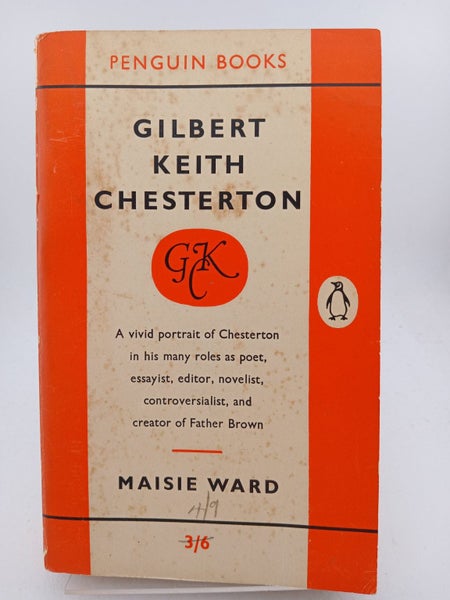 PENGUIN BOOKS
GILBERT
KEITH
CHESTERTON
GKC
A vivid portrait of Chesterton
in his many roles as poet,
essayist, editor, novelist,
controversialist, and
creator of Father Brown
MAISIE WARD
4/9
3/6